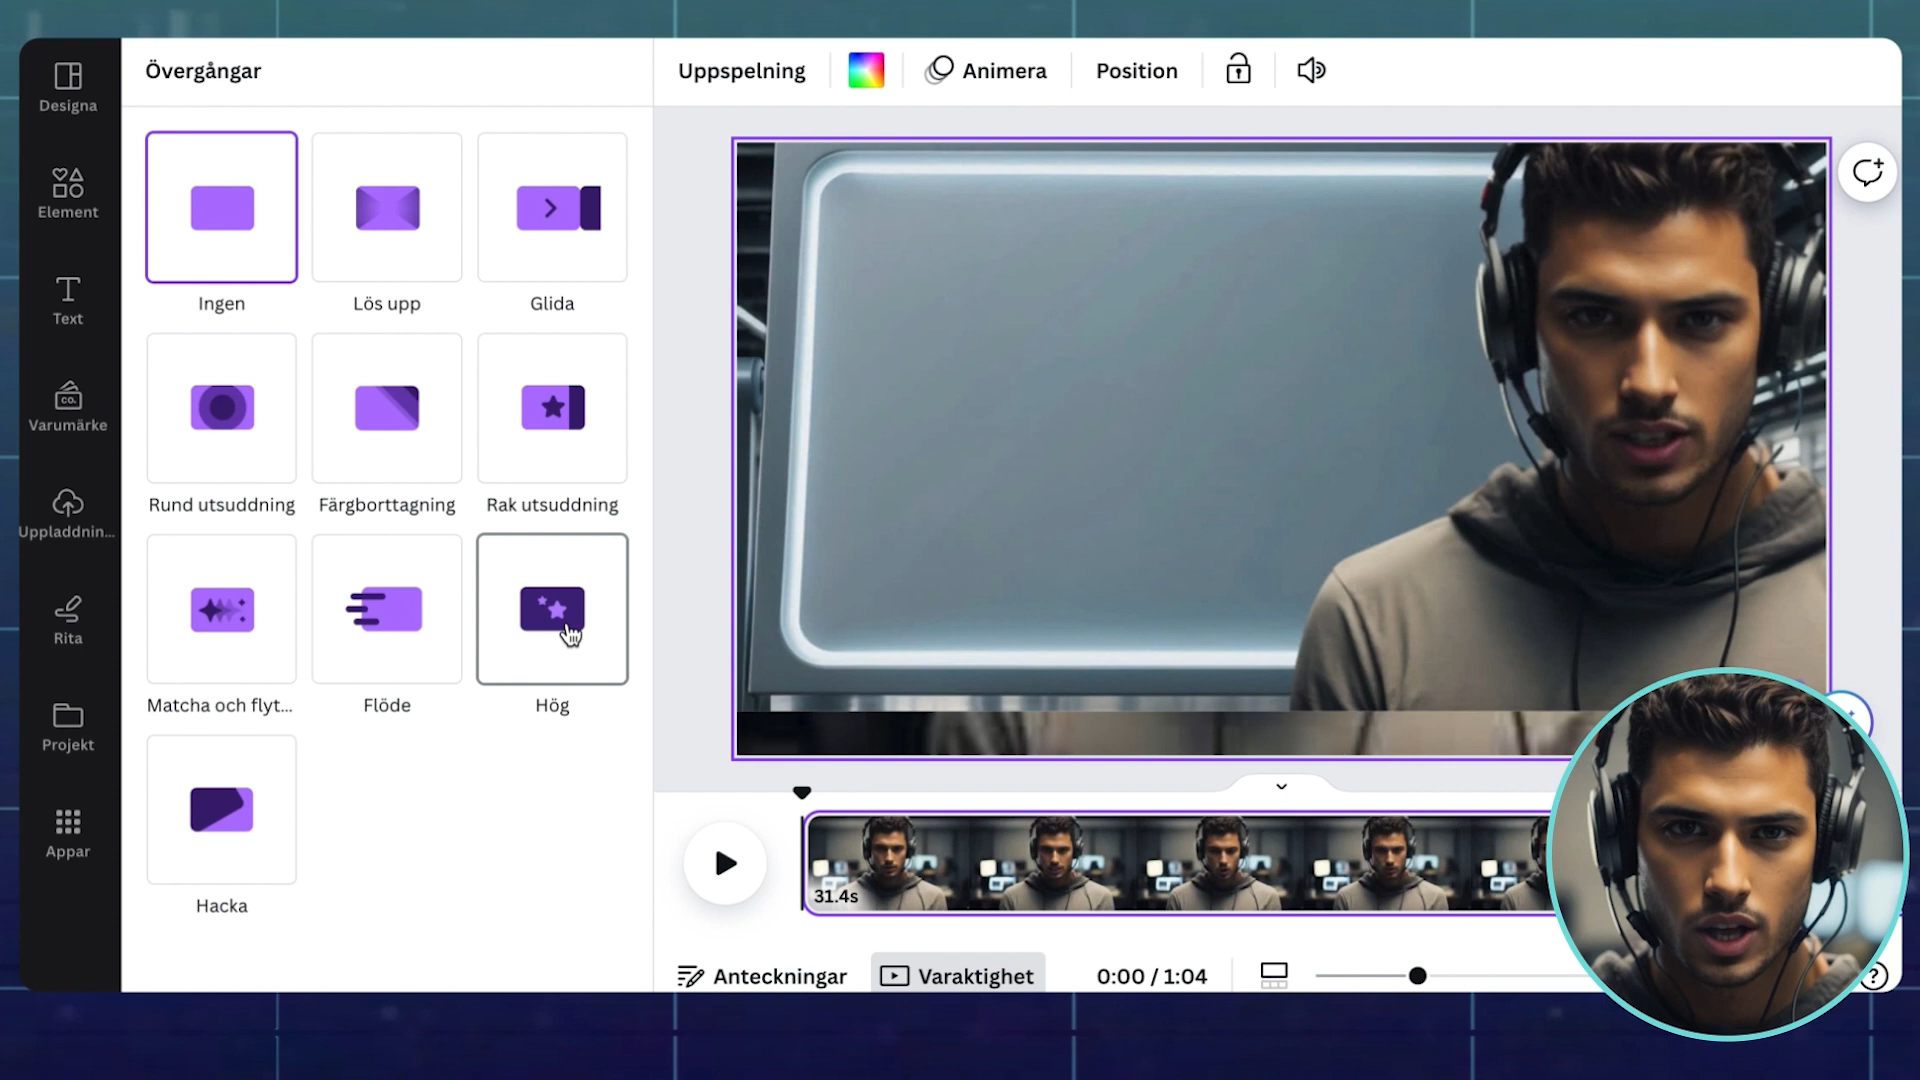 Övergångar
Uppspelning
Animera
Position
Designa
Element
Text
CO.
Varumärke
Uppladdnin...
Rita
Projekt
Appar
Ingen
Lös upp
Glida
Rund utsuddning
Färgborttagning
Rak utsuddning
Matcha och flyt...
Flöde
Hög
Hacka
31.4s
Anteckningar
Varaktighet
0:00 / 1:04
?